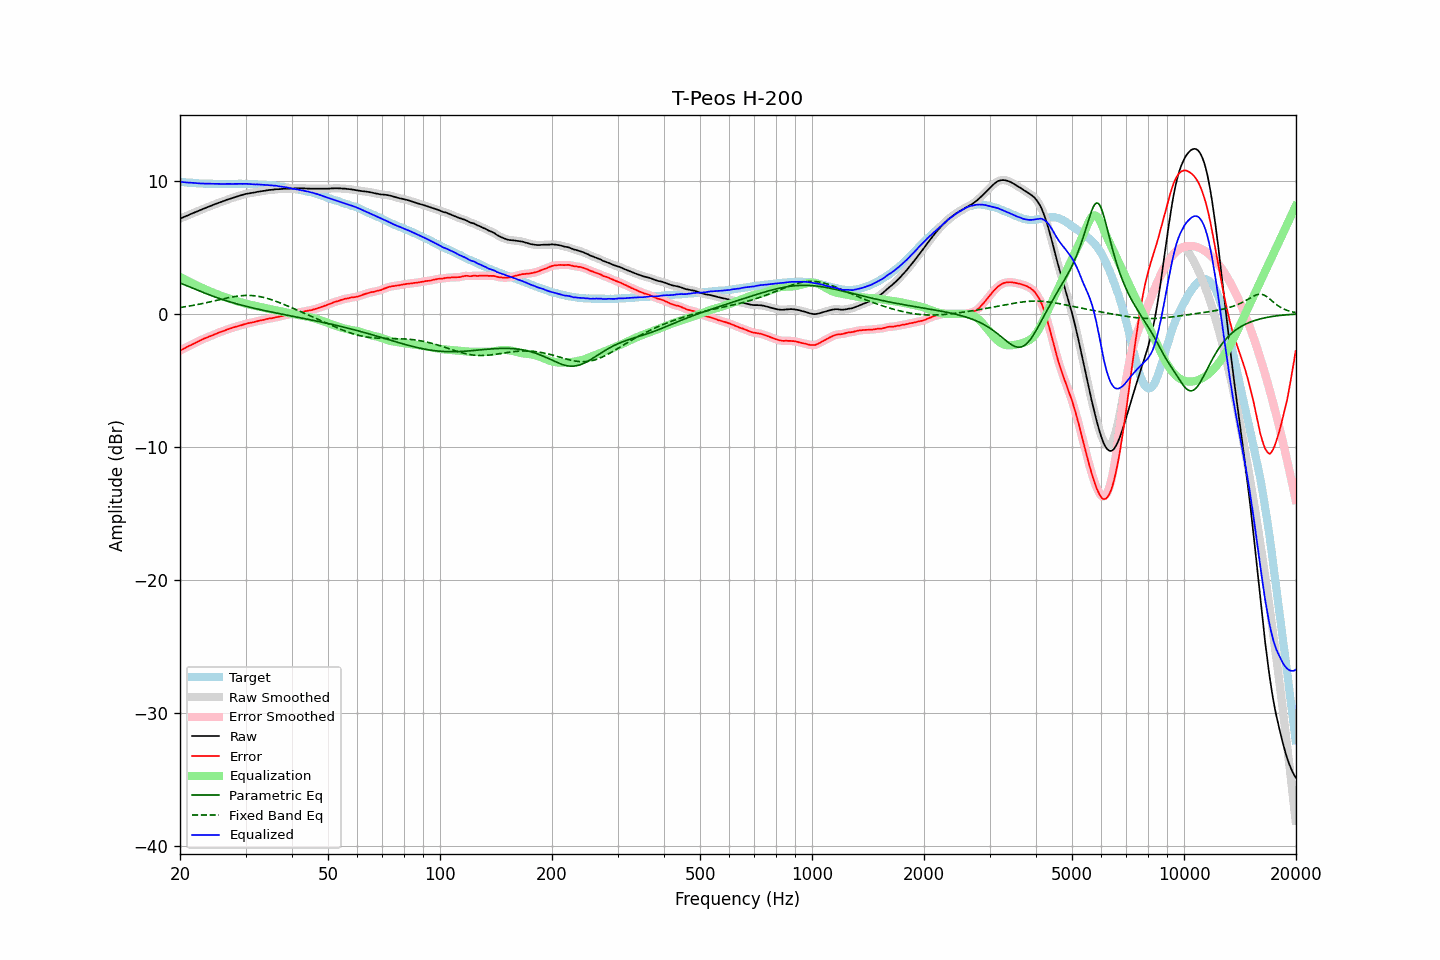 T-Peos H-200
Amplitude (dBr)
10
0
−10
−20
−30
−40
Target
Raw Smoothed
Error Smoothed
Raw
Error
Equalization
Parametric Eq
Fixed Band Eq
Equalized
20 50 100 200 500 1000 2000 5000 10000 20000
Frequency (Hz)